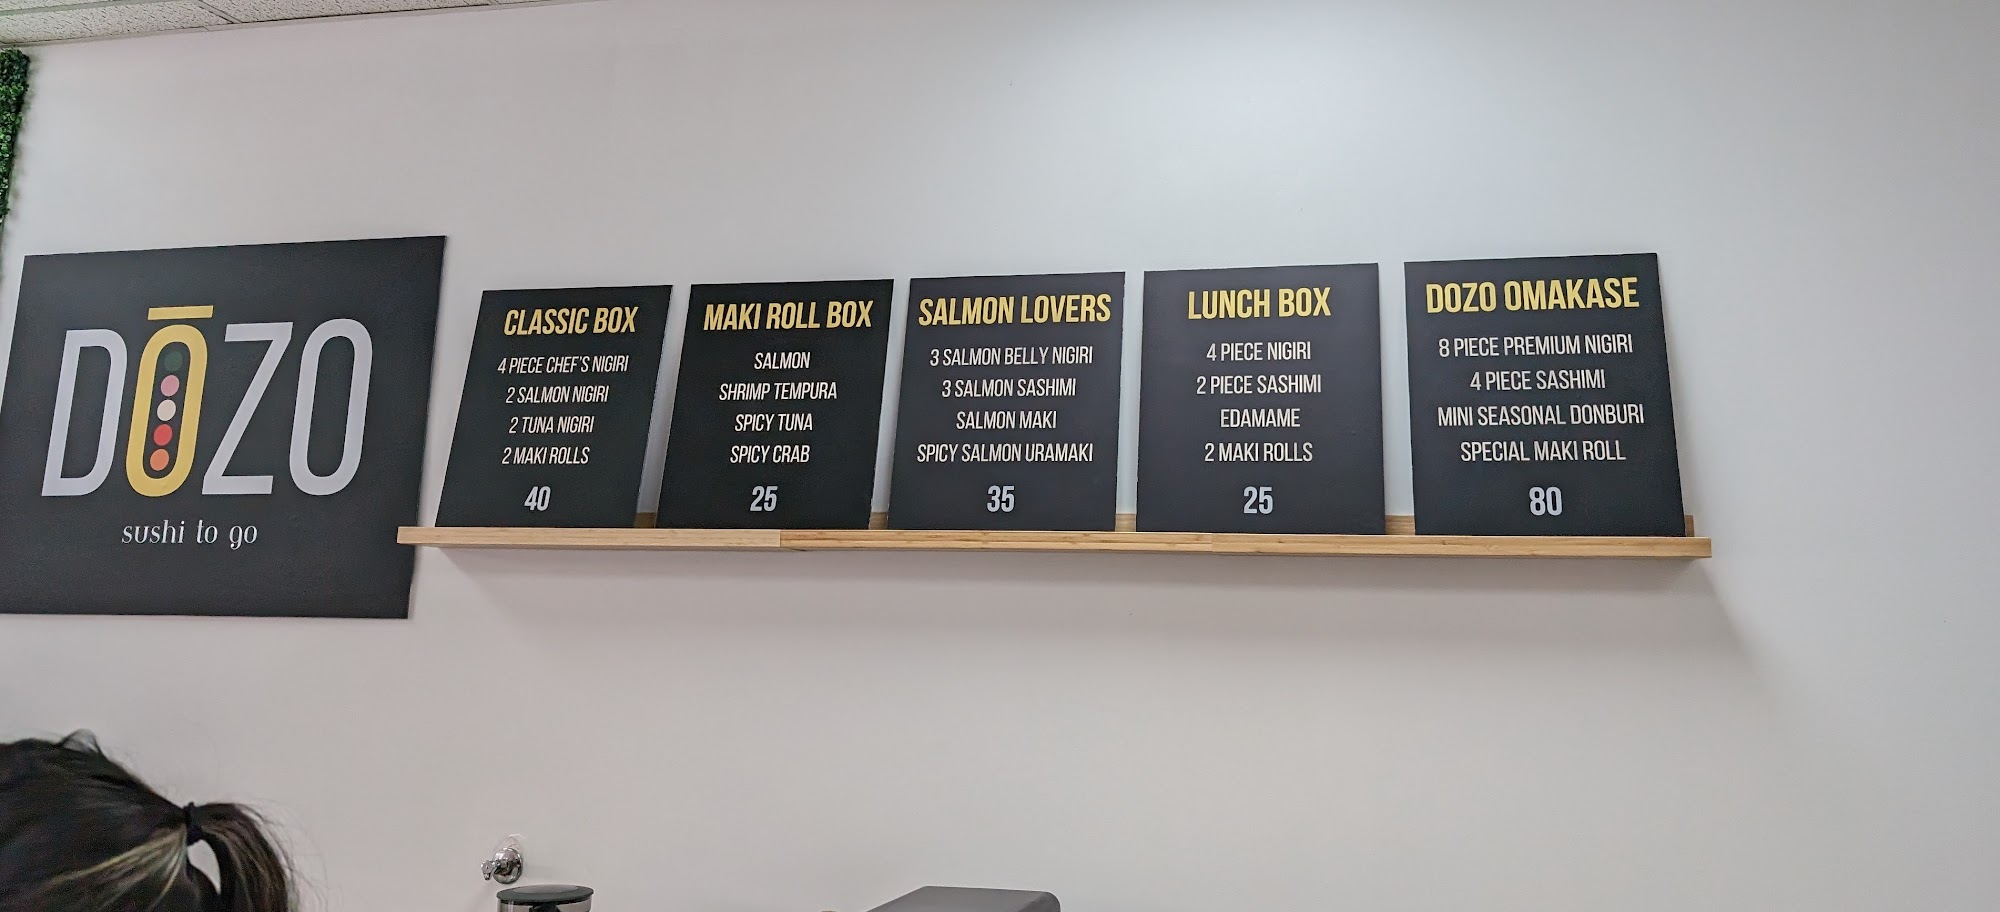 DŌZO
sushi to go
CLASSIC BOX
4 PIECE CHEF'S NIGIRI
2 SALMON NIGIRI
2 TUNA NIGIRI
2 MAKI ROLLS
40
MAKI ROLL BOX
SALMON
SHRIMP TEMPURA
SPICY TUNA
SPICY CRAB
25
SALMON LOVERS
3 SALMON BELLY NIGIRI
3 SALMON SASHIMI
SALMON MAKI
SPICY SALMON URAMAKI
35
LUNCH BOX
4 PIECE NIGIRI
2 PIECE SASHIMI
EDAMAME
2 MAKI ROLLS
25
DOZO OMAKASE
8 PIECE PREMIUM NIGIRI
4 PIECE SASHIMI
MINI SEASONAL DONBURI
SPECIAL MAKI ROLL
80